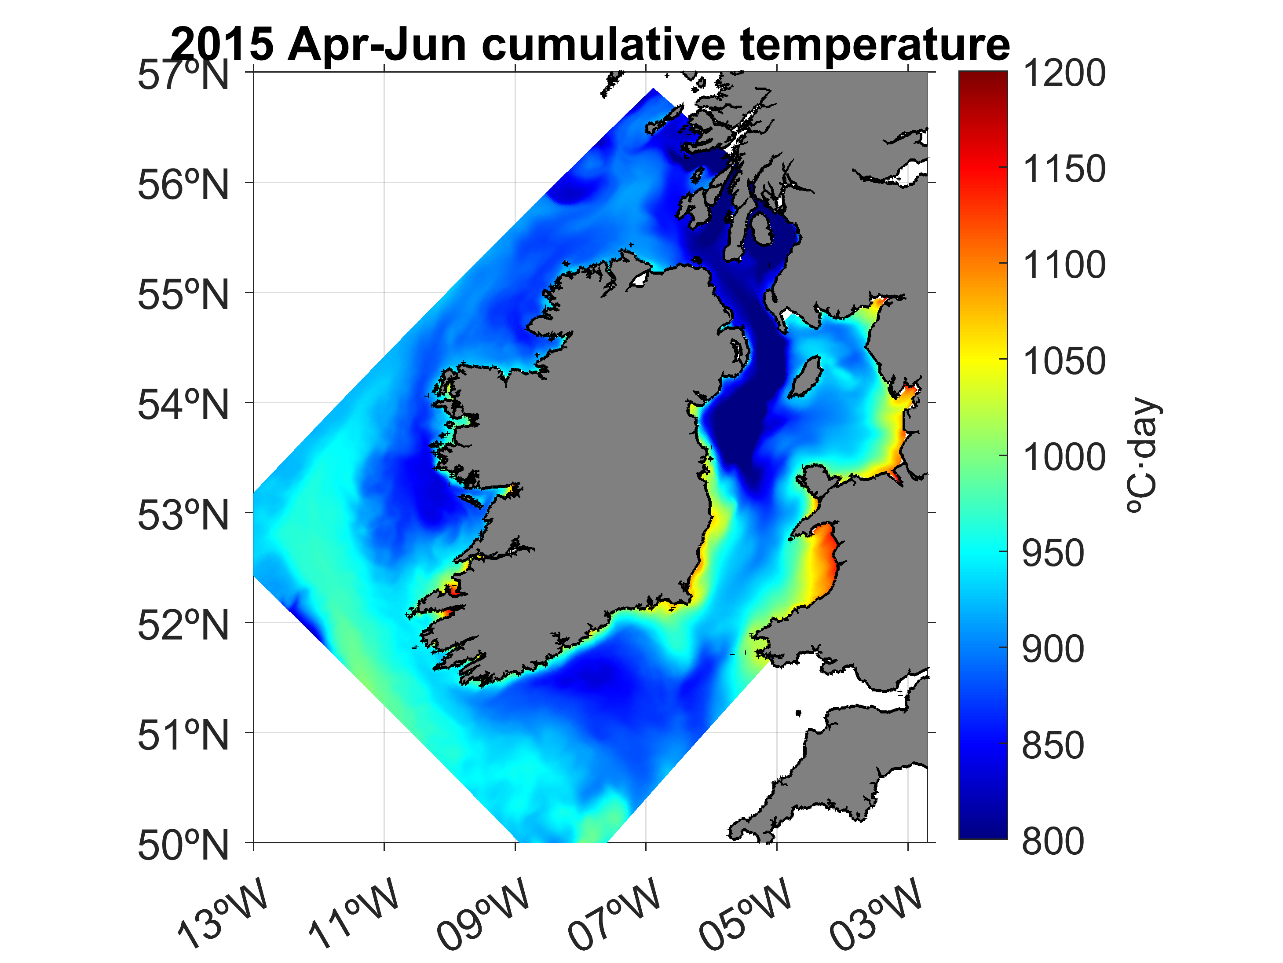 2015 Apr-Jun cumulative temperature
57ºN
56ºN
55ºN
54ºN
53ºN
52ºN
51ºN
50ºN
13ºW
11ºW
09ºW
07ºW
05ºW
03ºW
1200
1150
1100
1050
1000
950
900
850
800
ºC·day